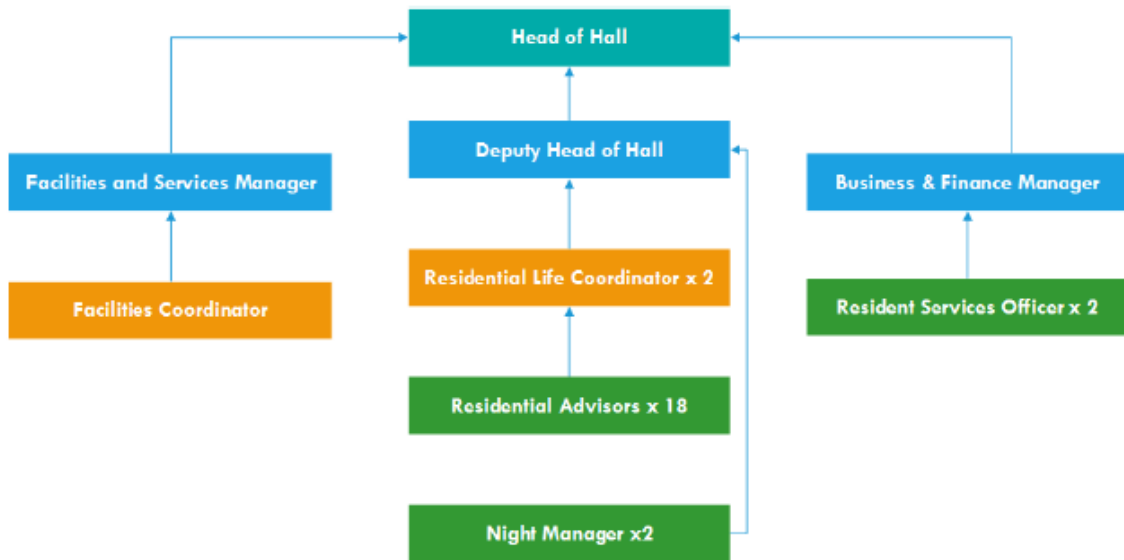 Head of Hall
Deputy Head of Hall
Facilities and Services Manager
Business & Finance Manager
Residential Life Coordinator x 2
Facilities Coordinator
Resident Services Officer x 2
Residential Advisors x 18
Night Manager x2